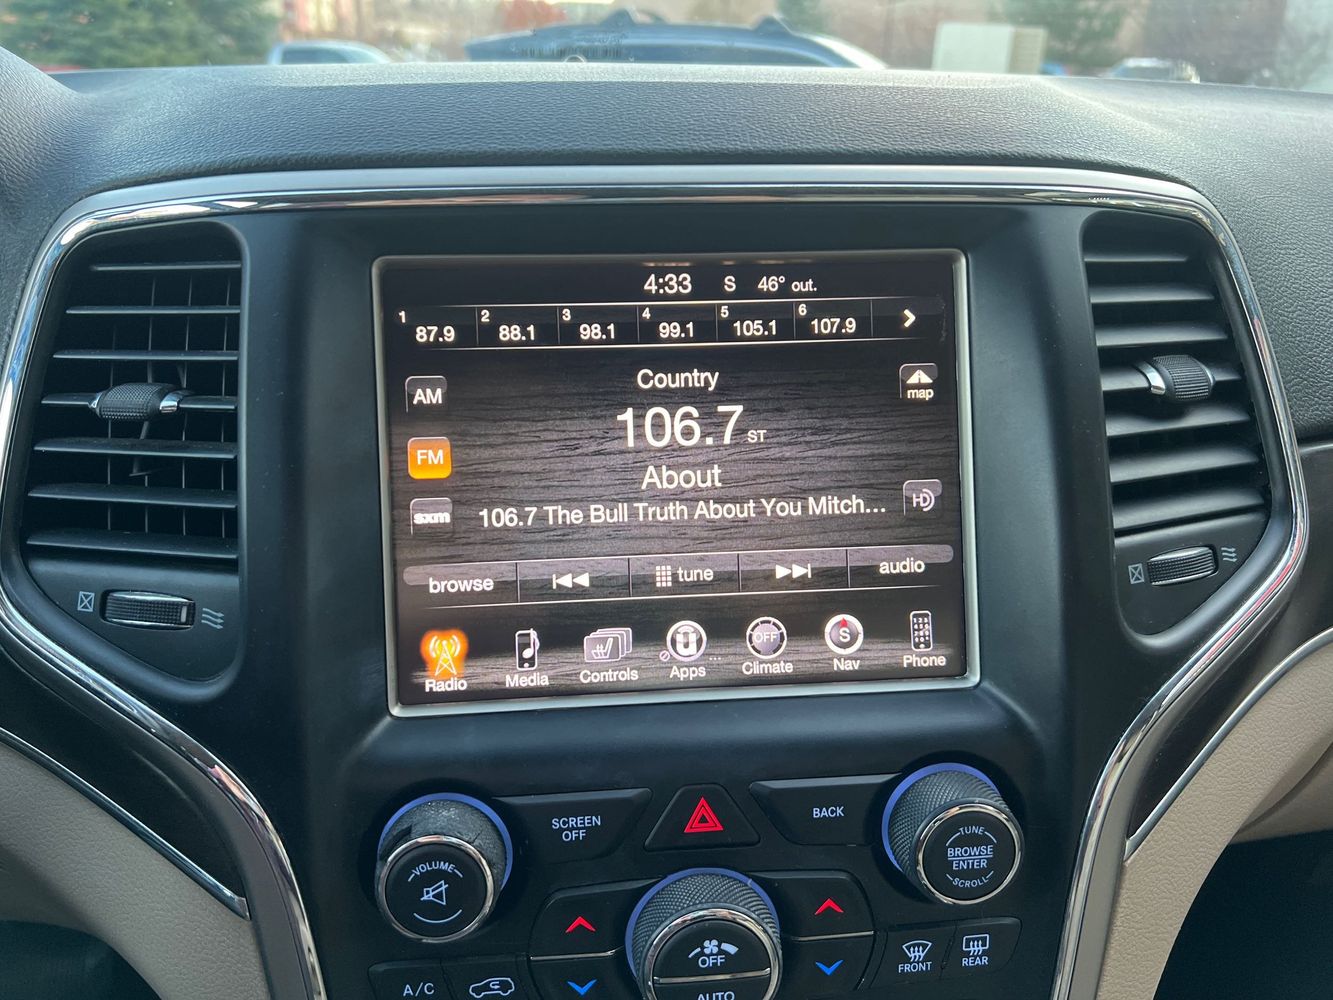 4:33 S 46° out.
1 87.9 2 88.1 3 98.1 4 99.1 5 105.1 6 107.9
AM
Country
map
106.7 ST
FM
About
sxm
106.7 The Bull Truth About You Mitch...
HD
browse tune audio
Radio Media Controls Apps ... OFF Climate S Nav Phone
SCREEN OFF
BACK
VOLUME
TUNE
BROWSE
ENTER
SCROLL
OFF
AUTO
A/C
FRONT
REAR